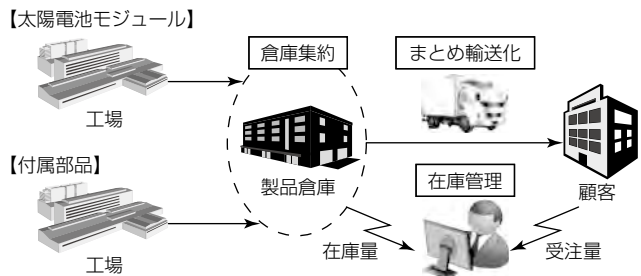 【太陽電池モジュール】
工場
倉庫集約
まとめ輸送化
【付属部品】
工場
製品倉庫
在庫管理
顧客
在庫量
受注量